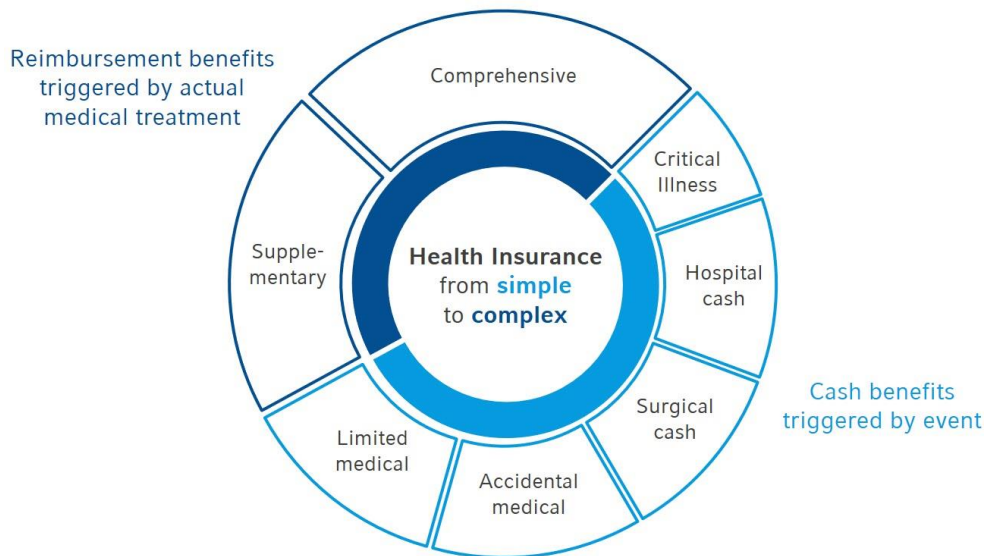 Reimbursement benefits
triggered by actual
medical treatment
Comprehensive
Critical
Illness
Hospital
cash
Surgical
cash
Accidental
medical
Limited
medical
Supple-
mentary
Health Insurance
from simple
to complex
Cash benefits
triggered by event